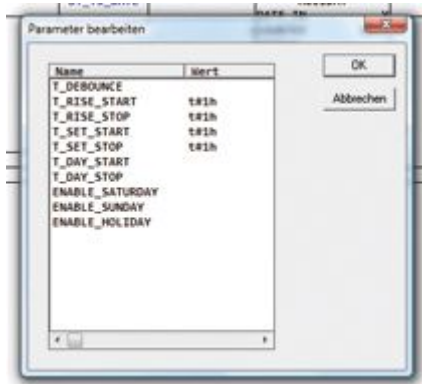 Parameter bearbeiten
Name Wert
T_DEBOUNCE
T_RISE_START t#1h
T_RISE_STOP t#1h
T_SET_START t#1h
T_SET_STOP t#1h
T_DAY_START
T_DAY_STOP
ENABLE_SATURDAY
ENABLE_SUNDAY
ENABLE_HOLIDAY
OK
Abbrechen